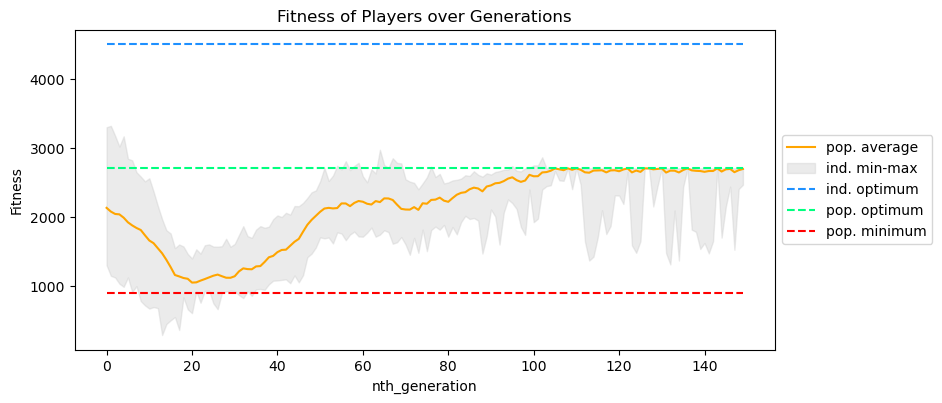 Fitness of Players over Generations
Fitness
4000
3000
2000
1000
0
20
40
60
80
100
120
140
nth_generation
pop. average
ind. min-max
ind. optimum
pop. optimum
pop. minimum